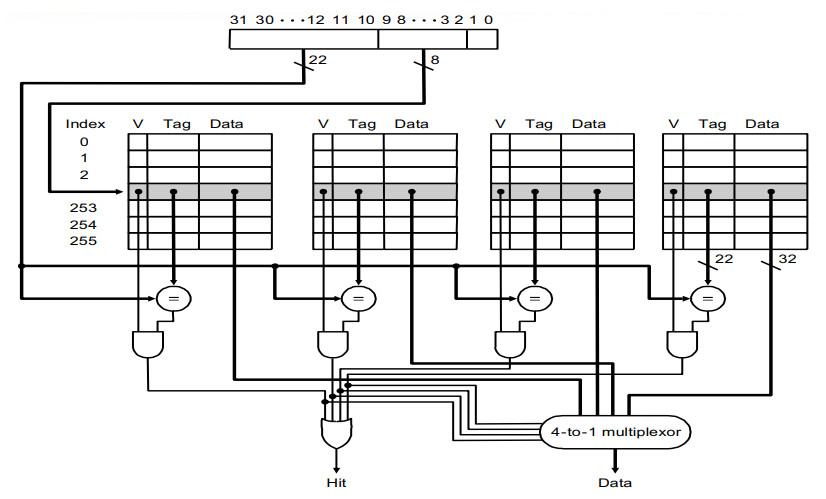 31 30 ··· 12 11 10 9 8 ··· 3 2 1 0
22 8
Index V Tag Data V Tag Data V Tag Data V Tag Data
0
1
2
253
254
255
22 32
= = = =
4-to-1 multiplexor
Hit Data